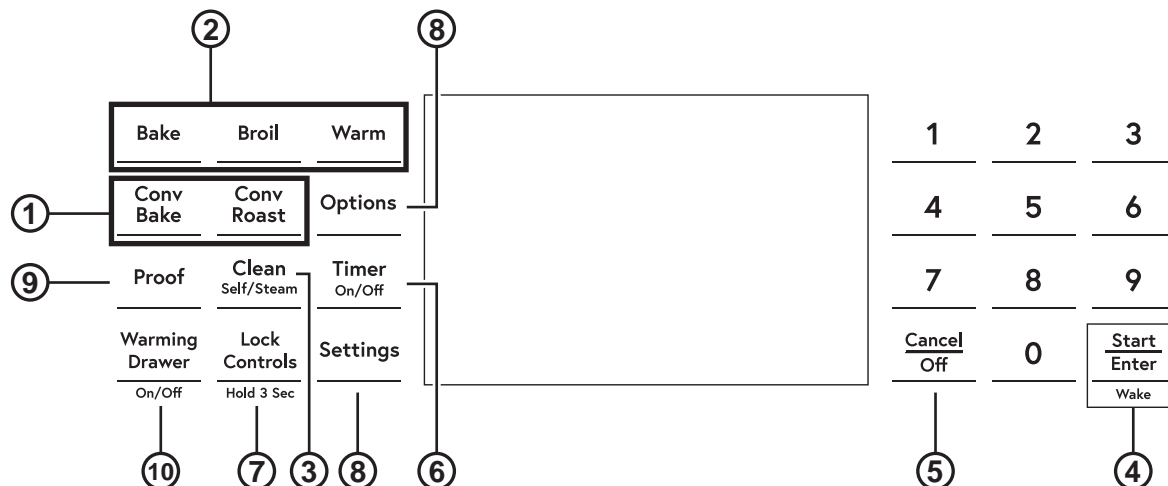 2 8
Bake Broil Warm 1 2 3
Conv Conv
Bake Roast Options 4 5 6
1
Proof Clean Timer 7 8 9
9 Self/Steam On/Off
Warming Lock Settings Cancel 0 Start
Drawer Controls Off Enter
On/Off Hold 3 Sec Wake
10 7 3 8 6 5 4